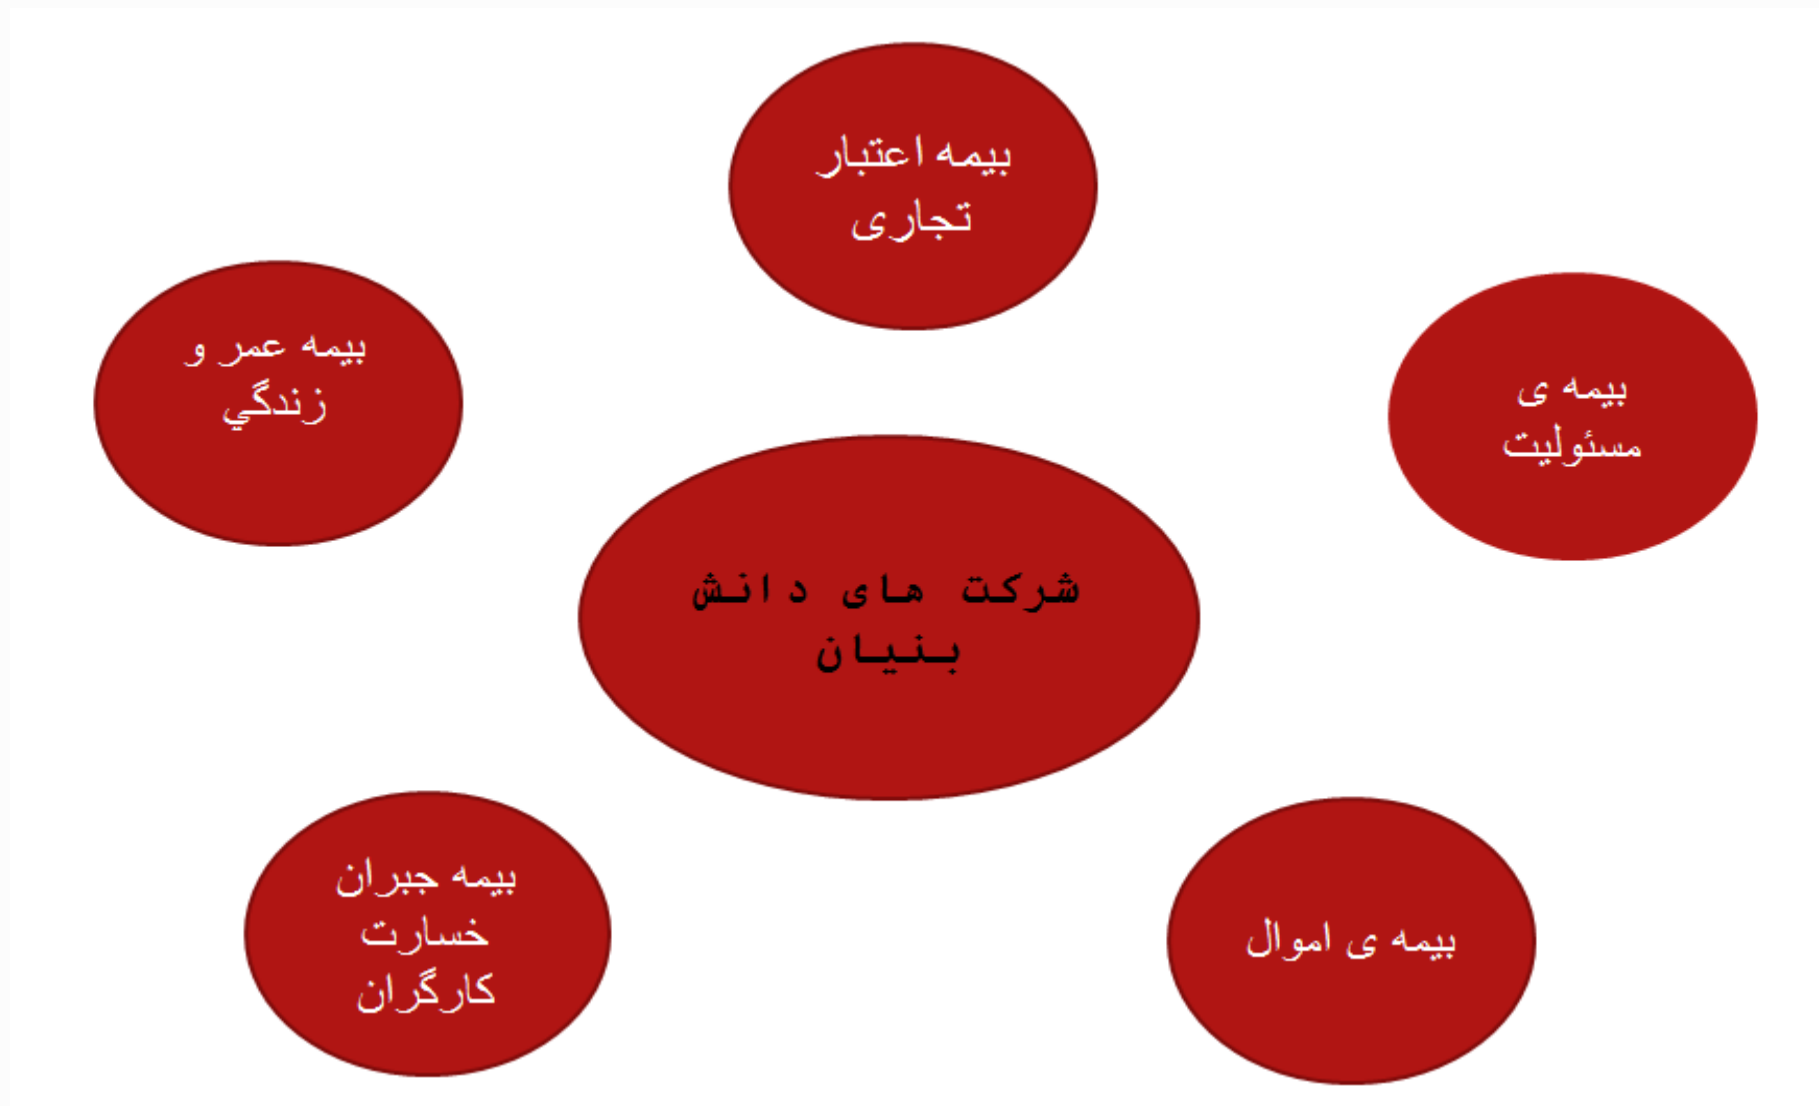 بیمه اعتبار
تجاری
بیمه ی
مسئولیت
بیمه عمر و
زندگي
شرکت های دانش
بنیان
بیمه جبران
خسارت
کارگران
بیمه ی اموال